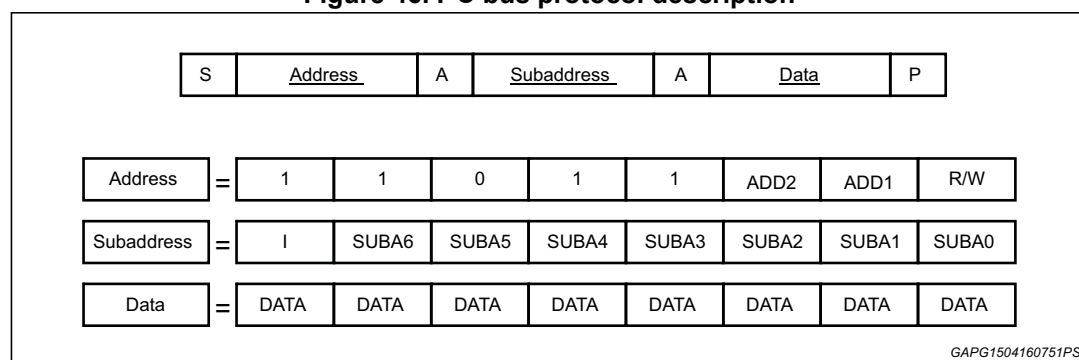 S Address A Subaddress A Data P
Address = 1 1 0 1 1 ADD2 ADD1 R/W
Subaddress = I SUBA6 SUBA5 SUBA4 SUBA3 SUBA2 SUBA1 SUBA0
Data = DATA DATA DATA DATA DATA DATA DATA DATA
GAPG1504160751PS